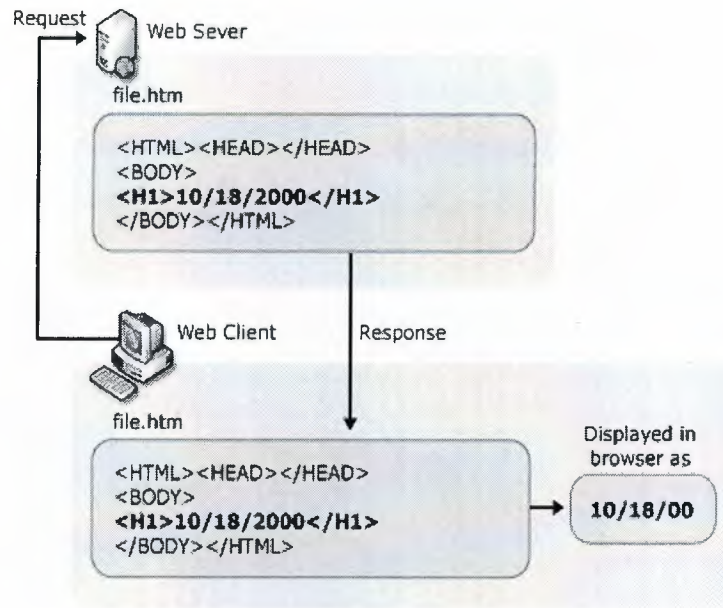 Request
Web Sever
file.htm
<HTML><HEAD></HEAD>
<BODY>
<H1>10/18/2000</H1>
</BODY></HTML>
Web Client
Response
file.htm
<HTML><HEAD></HEAD>
<BODY>
<H1>10/18/2000</H1>
</BODY></HTML>
Displayed in
browser as
10/18/00